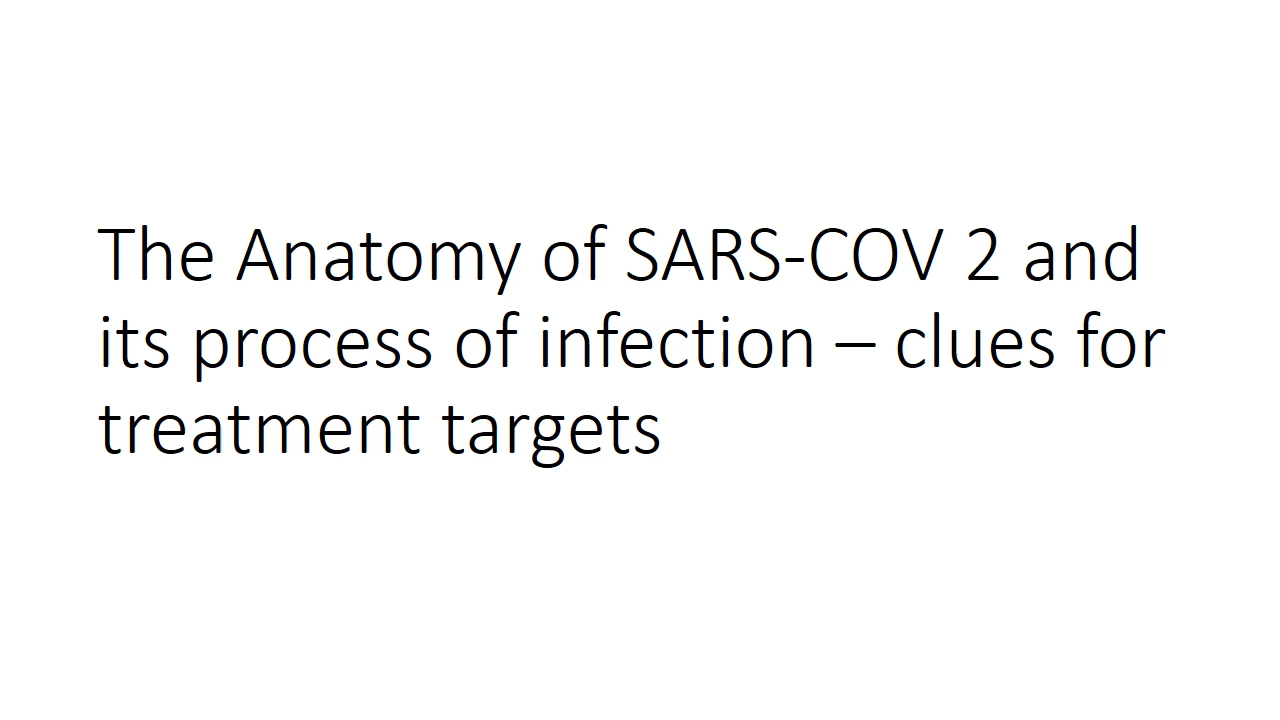 The Anatomy of SARS-COV 2 and
its process of infection – clues for
treatment targets